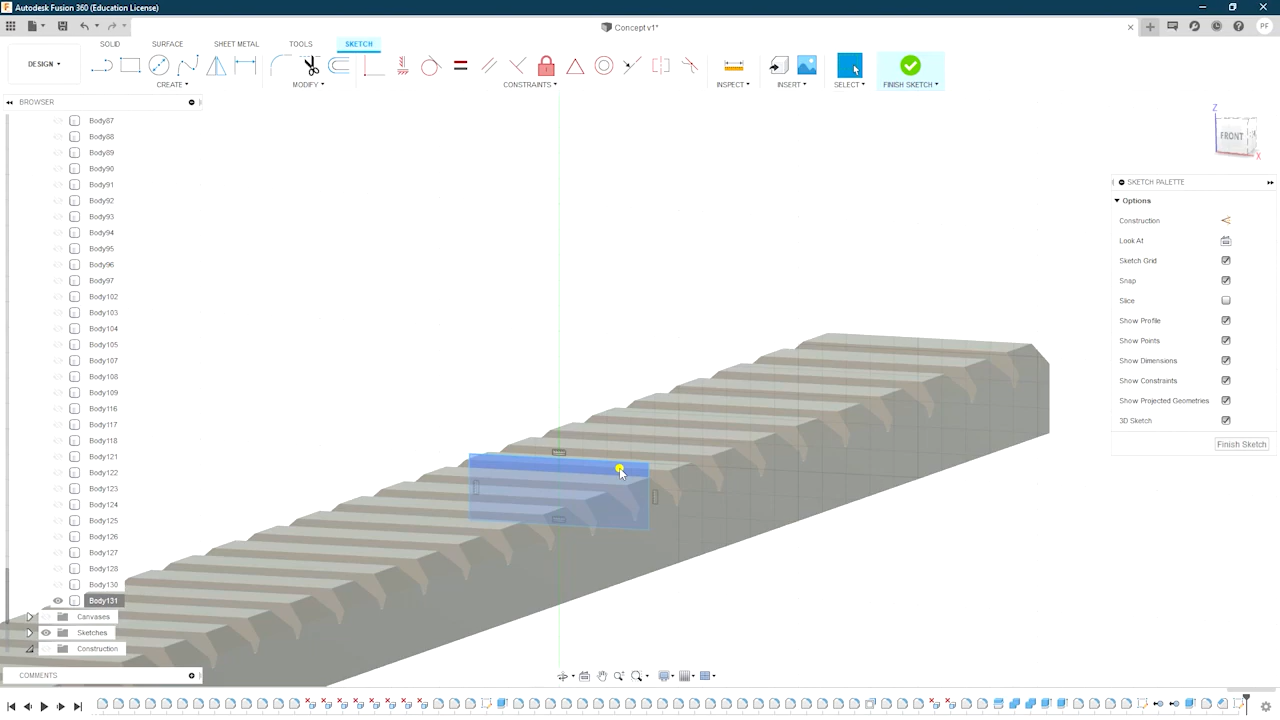 Autodesk Fusion 360 (Education License)
Concept v1*
PF
DESIGN
SOLID SURFACE SHEET METAL TOOLS SKETCH
CREATE MODIFY CONSTRAINTS INSPECT INSERT SELECT FINISH SKETCH
BROWSER
Body87
Body88
Body89
Body90
Body91
Body92
Body93
Body94
Body95
Body96
Body97
Body102
Body103
Body104
Body105
Body107
Body108
Body109
Body116
Body117
Body118
Body121
Body122
Body123
Body124
Body125
Body126
Body127
Body128
Body130
Body131
Canvases
Sketches
Construction
COMMENTS
Z
FRONT
X
SKETCH PALETTE
Options
Construction
Look At
Sketch Grid
Snap
Slice
Show Profile
Show Points
Show Dimensions
Show Constraints
Show Projected Geometries
3D Sketch
Finish Sketch